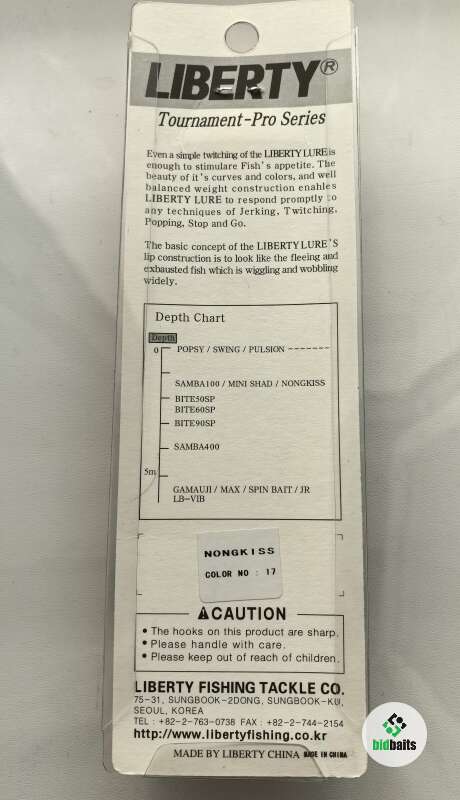 LIBERTY®
Tournament-Pro Series
Even a simple twitching of the LIBERTY LURE is
enough to stimulare Fish's appetite. The
beauty of it's curves and colors, and well
balanced weight construction enables
LIBERTY LURE to respond promptly to
any techniques of Jerking, Twitching,
Popping, Stop and Go.
The basic concept of the LIBERTY LURE'S
lip construction is to look like the fleeing and
exhausted fish which is wiggling and wobbling
widely.
Depth Chart
Depth
0 POPSY / SWING / PULSION -------
SAMBA100 / MINI SHAD / NONGKISS
BITE50SP
BITE60SP
BITE90SP
SAMBA400
5m
GAMAUJI / MAX / SPIN BAIT / JR
LB-VIB
NONGKISS
COLOR NO : 17
CAUTION
• The hooks on this product are sharp.
• Please handle with care.
• Please keep out of reach of children.
LIBERTY FISHING TACKLE CO.
75-31, SUNGBOOK-2DONG, SUNGBOOK-KU,
SEOUL, KOREA
TEL : +82-2-763-0738 FAX : +82-2-744-2154
http://www.libertyfishing.co.kr
MADE BY LIBERTY CHINA MADE IN CHINA
bidbaits